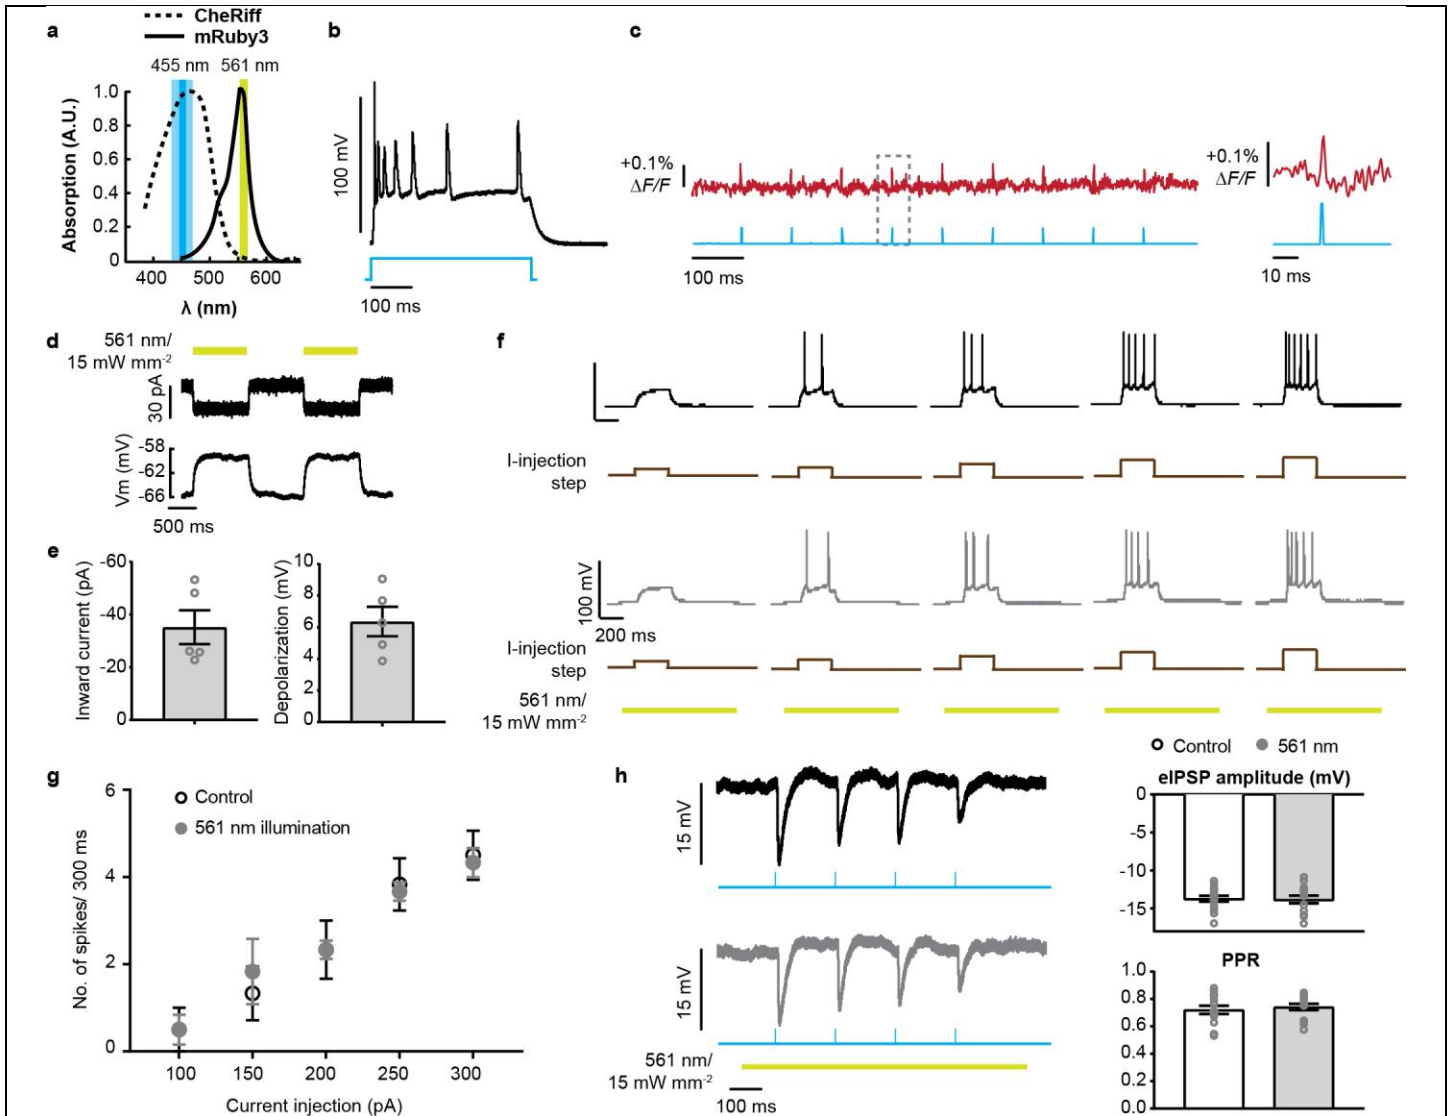 a
CheRiff
mRuby3
455 nm 561 nm
Absorption (A.U.)
1.0
0.8
0.6
0.4
0.2
0
400 500 600
λ (nm)
b
100 mV
100 ms
c
+0.1%
ΔF/F
100 ms
+0.1%
ΔF/F
10 ms
d
561 nm/
15 mW mm-2
30 pA
Vm (mV)
-58
-62
-66
500 ms
e
Inward current (pA)
-60
-40
-20
0
Depolarization (mV)
10
8
6
4
2
0
f
I-injection
step
100 mV
200 ms
I-injection
step
561 nm/
15 mW mm-2
g
No. of spikes/ 300 ms
6
4
2
0
Control
561 nm illumination
100 150 200 250 300
Current injection (pA)
h
15 mV
15 mV
561 nm/
15 mW mm-2
100 ms
Control 561 nm
eIPSP amplitude (mV)
0
-5
-10
-15
PPR
1.0
0.8
0.6
0.4
0.2
0.0